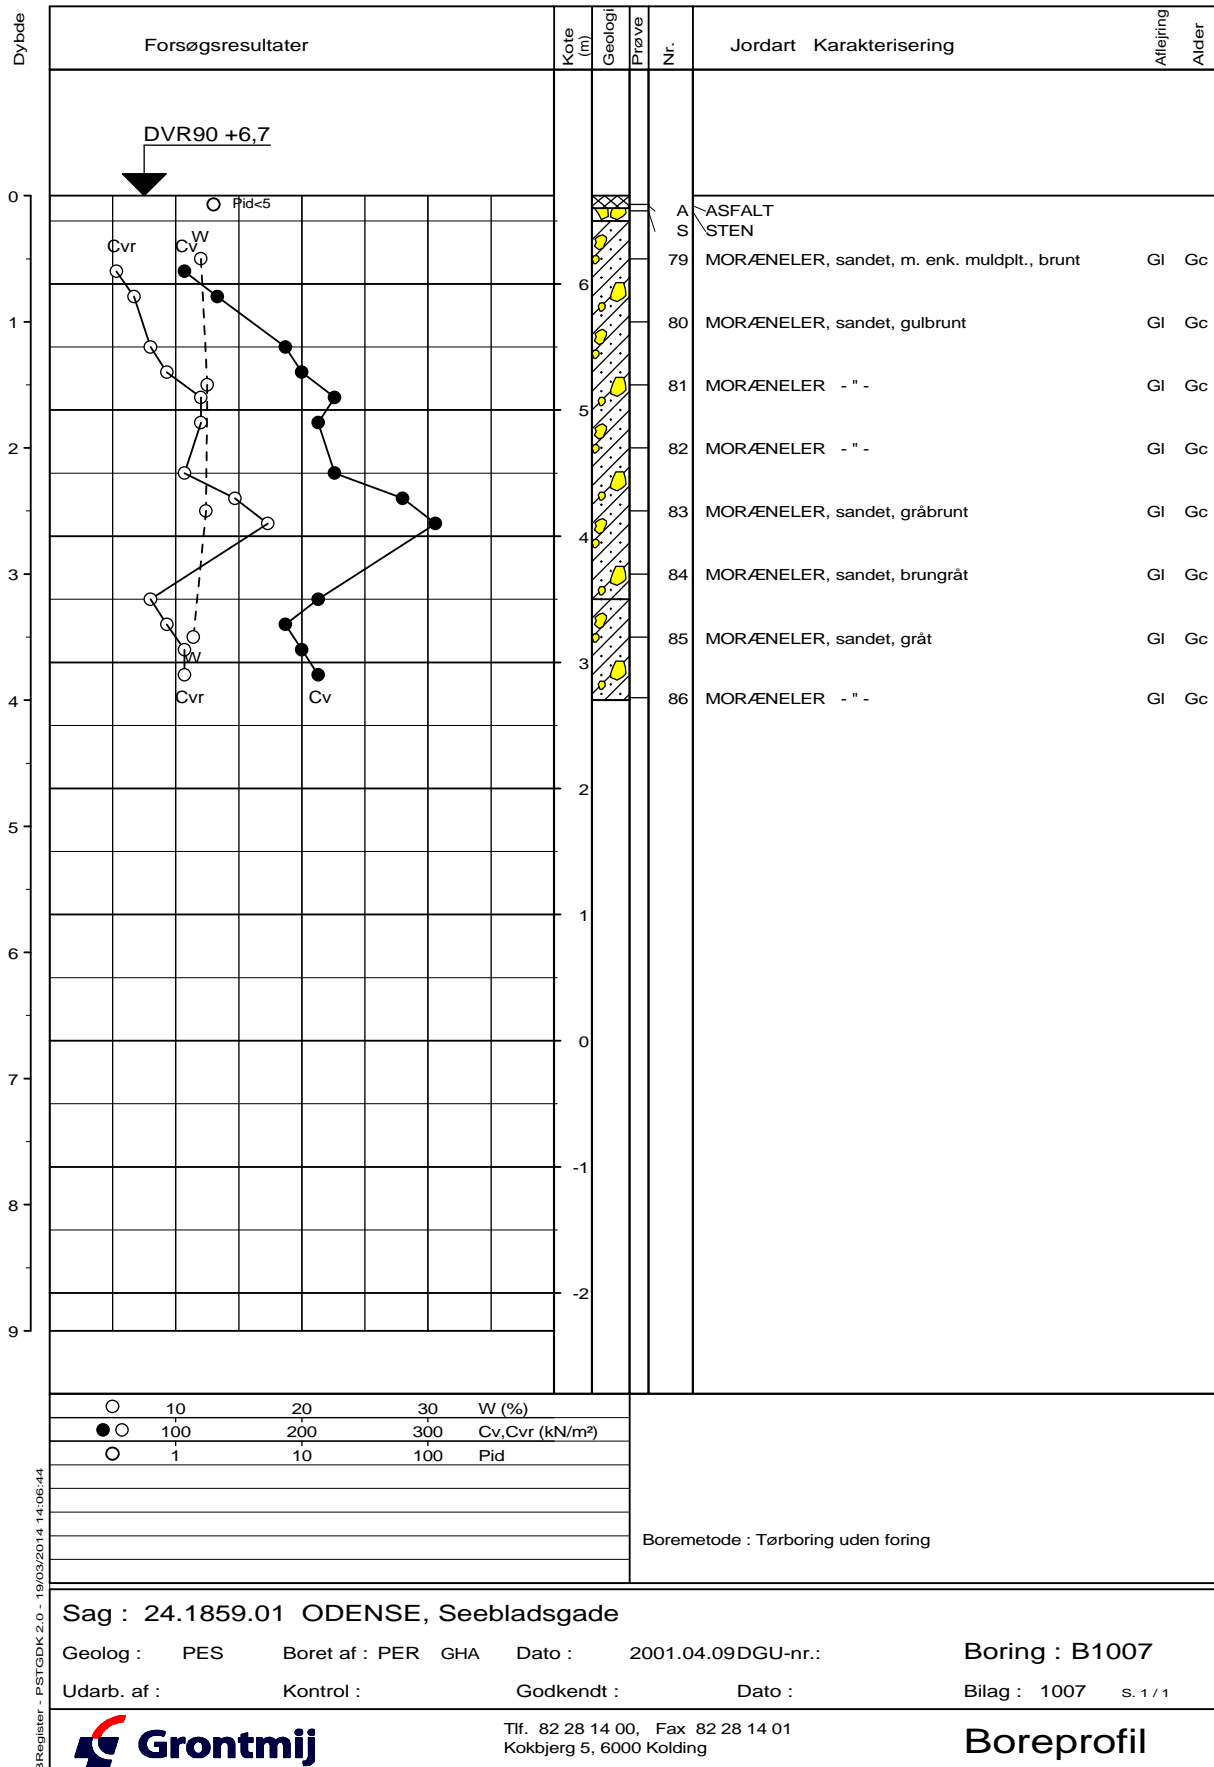 Dybde
Forsøgsresultater
Kote (m)
Geologi
Prøve
Nr.
Jordart Karakterisering
Aflejring
Alder
DVR90 +6,7
0
Pid<5
A ASFALT
S STEN
Cvr Cv W
79 MORÆNELER, sandet, m. enk. muldplt., brunt Gl Gc
6
1
80 MORÆNELER, sandet, gulbrunt Gl Gc
81 MORÆNELER - " - Gl Gc
5
2
82 MORÆNELER - " - Gl Gc
83 MORÆNELER, sandet, gråbrunt Gl Gc
4
3
84 MORÆNELER, sandet, brungråt Gl Gc
85 MORÆNELER, sandet, gråt Gl Gc
W
3
Cvr Cv
4
86 MORÆNELER - " - Gl Gc
2
5
1
6
0
7
-1
8
-2
9
10 20 30 W (%)
100 200 300 Cv,Cvr (kN/m²)
1 10 100 Pid
Boremetode : Tørboring uden foring
BRegister - PSTGDK 2.0 - 19/03/2014 14:06:44
Sag : 24.1859.01 ODENSE, Seebladsgade
Geolog : PES Boret af : PER GHA Dato : 2001.04.09 DGU-nr.: Boring : B1007
Udarb. af : Kontrol : Godkendt : Dato : Bilag : 1007 S. 1 / 1
Grontmij
Tlf. 82 28 14 00, Fax 82 28 14 01
Kokbjerg 5, 6000 Kolding
Boreprofil